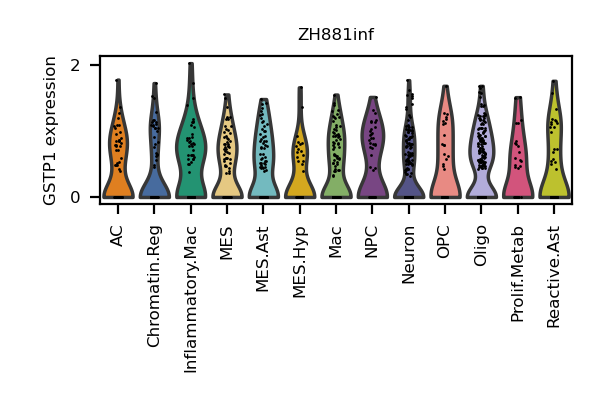 ZH881inf
GSTP1 expression
2
0
AC
Chromatin.Reg
Inflammatory.Mac
MES
MES.Ast
MES.Hyp
Mac
NPC
Neuron
OPC
Oligo
Prolif.Metab
Reactive.Ast